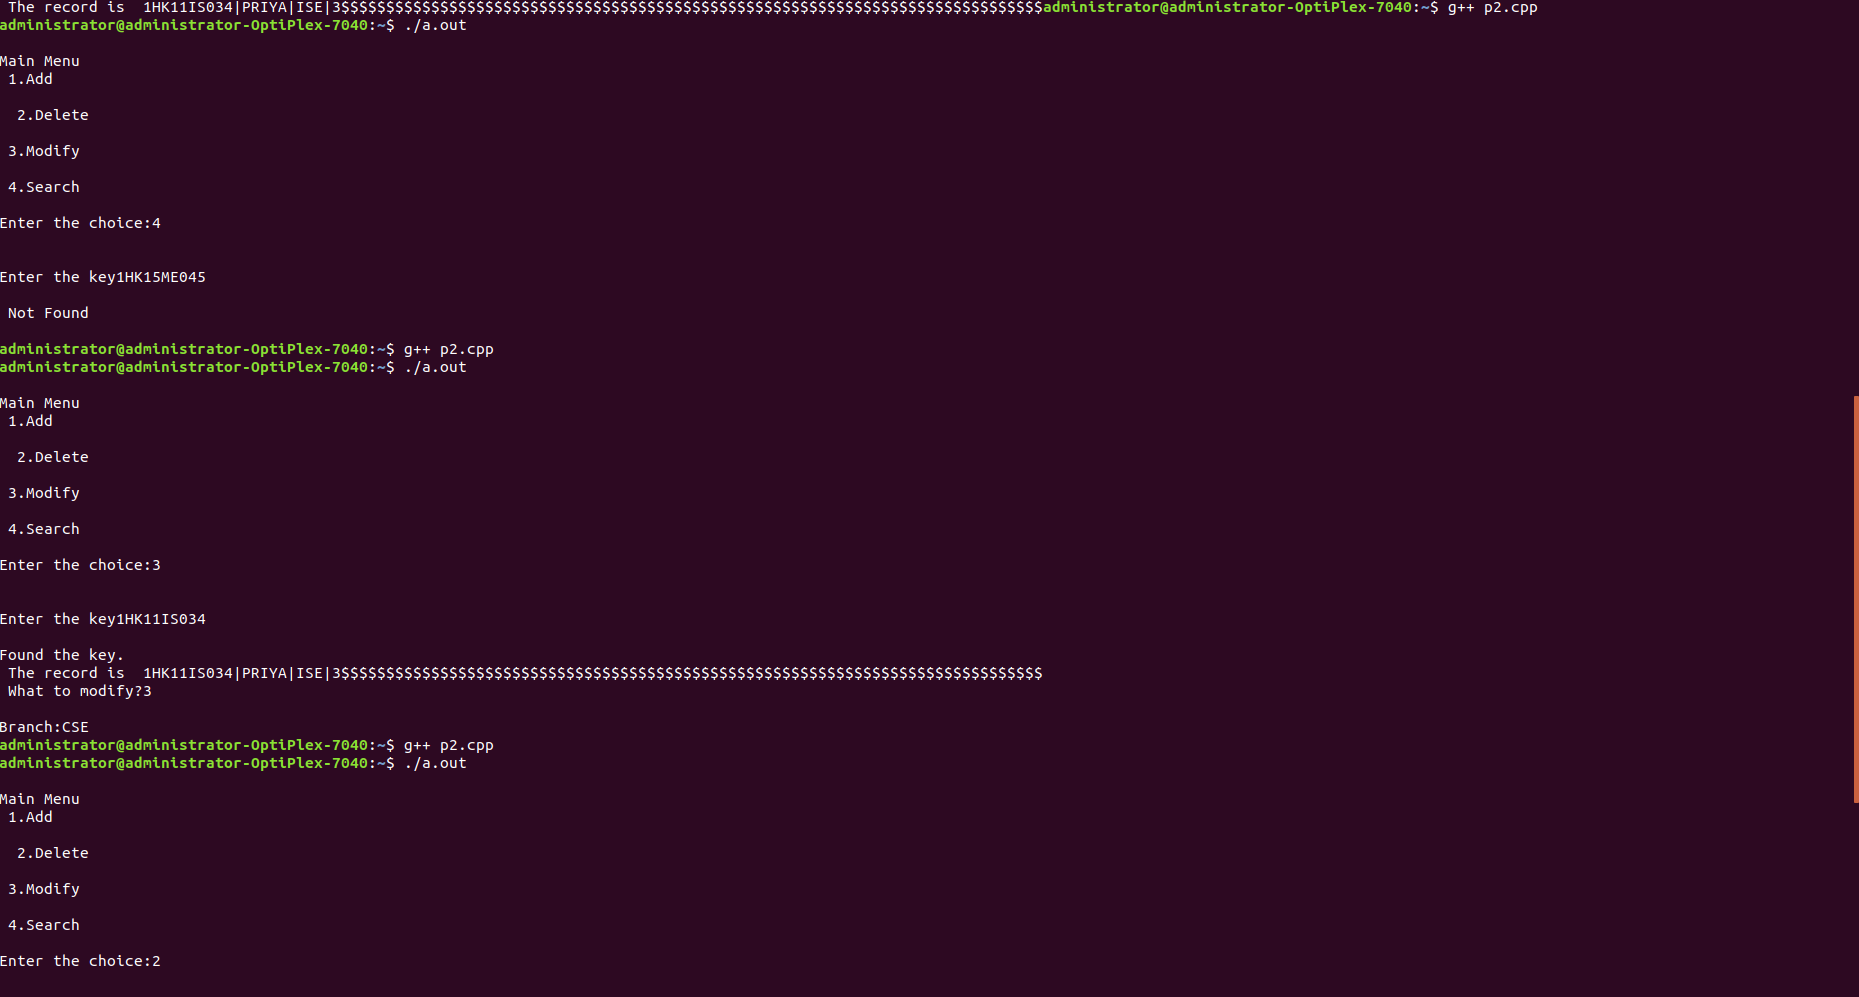 The record is  1HK11IS034|PRIYA|ISE|3$$$$$$$$$$$$$$$$$$$$$$$$$$$$$$$$$$$$$$$$$$$$$$$$$$$$$$$$$$$$$$$$$$$$$$$$$$$$$$administrator@administrator-OptiPlex-7040:~$ g++ p2.cpp
administrator@administrator-OptiPlex-7040:~$ ./a.out
Main Menu
1.Add
2.Delete
3.Modify
4.Search
Enter the choice:4
Enter the key1HK15ME045
Not Found
administrator@administrator-OptiPlex-7040:~$ g++ p2.cpp
administrator@administrator-OptiPlex-7040:~$ ./a.out
Main Menu
1.Add
2.Delete
3.Modify
4.Search
Enter the choice:3
Enter the key1HK11IS034
Found the key.
The record is  1HK11IS034|PRIYA|ISE|3$$$$$$$$$$$$$$$$$$$$$$$$$$$$$$$$$$$$$$$$$$$$$$$$$$$$$$$$$$$$$$$$$$$$$$$$$$$$$$
What to modify?3
Branch:CSE
administrator@administrator-OptiPlex-7040:~$ g++ p2.cpp
administrator@administrator-OptiPlex-7040:~$ ./a.out
Main Menu
1.Add
2.Delete
3.Modify
4.Search
Enter the choice:2